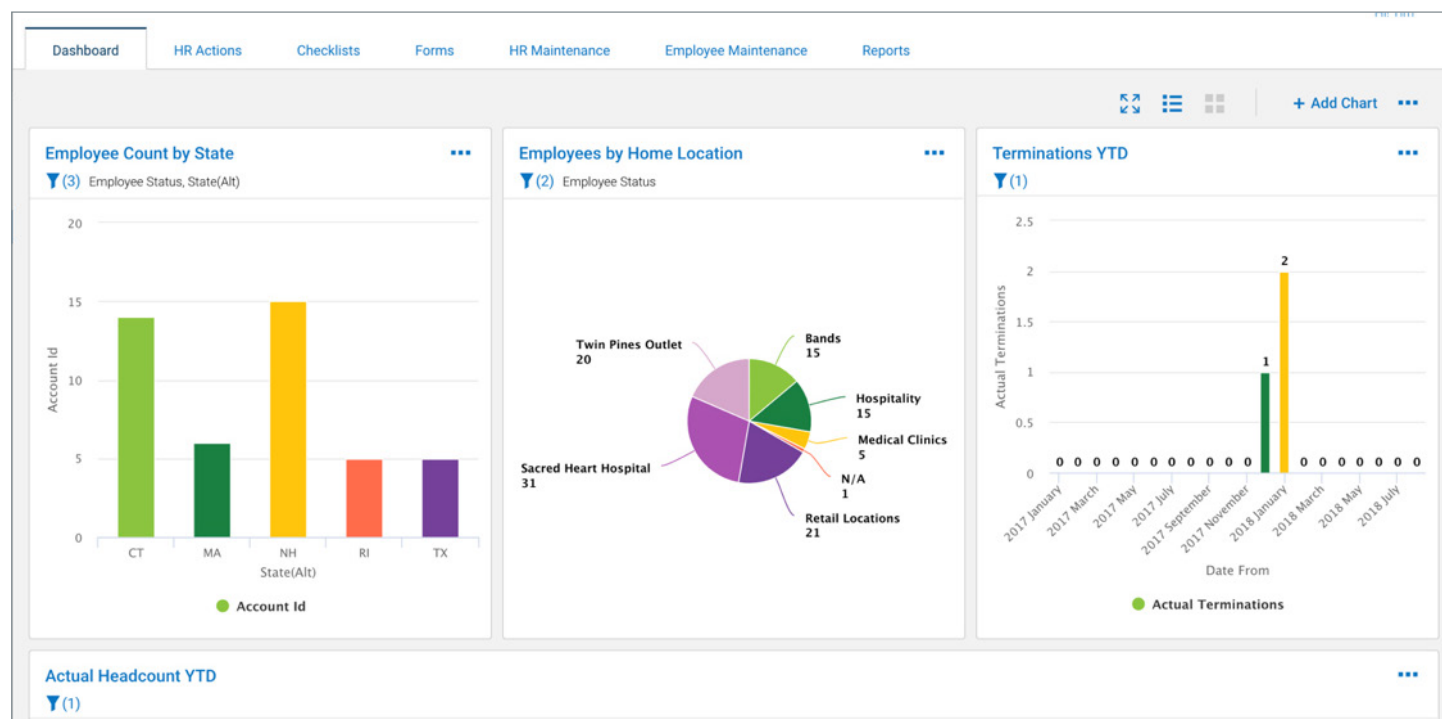 Dashboard HR Actions Checklists Forms HR Maintenance Employee Maintenance Reports
+ Add Chart
Employee Count by State
(3) Employee Status, State(Alt)
20
15
10
5
0
Account Id
CT MA NH RI TX
State(Alt)
Account Id
Employees by Home Location
(2) Employee Status
Twin Pines Outlet
20
Bands
15
Hospitality
15
Medical Clinics
5
N/A
1
Retail Locations
21
Sacred Heart Hospital
31
Terminations YTD
(1)
2.5
2
1.5
1
0.5
0
Actual Terminations
0 0 0 0 0 0 0 0 0 0 0 1 2 0 0 0 0 0 0 0
2017 January 2017 March 2017 May 2017 July 2017 September 2017 November 2018 January 2018 March 2018 May 2018 July
Date From
Actual Terminations
Actual Headcount YTD
(1)